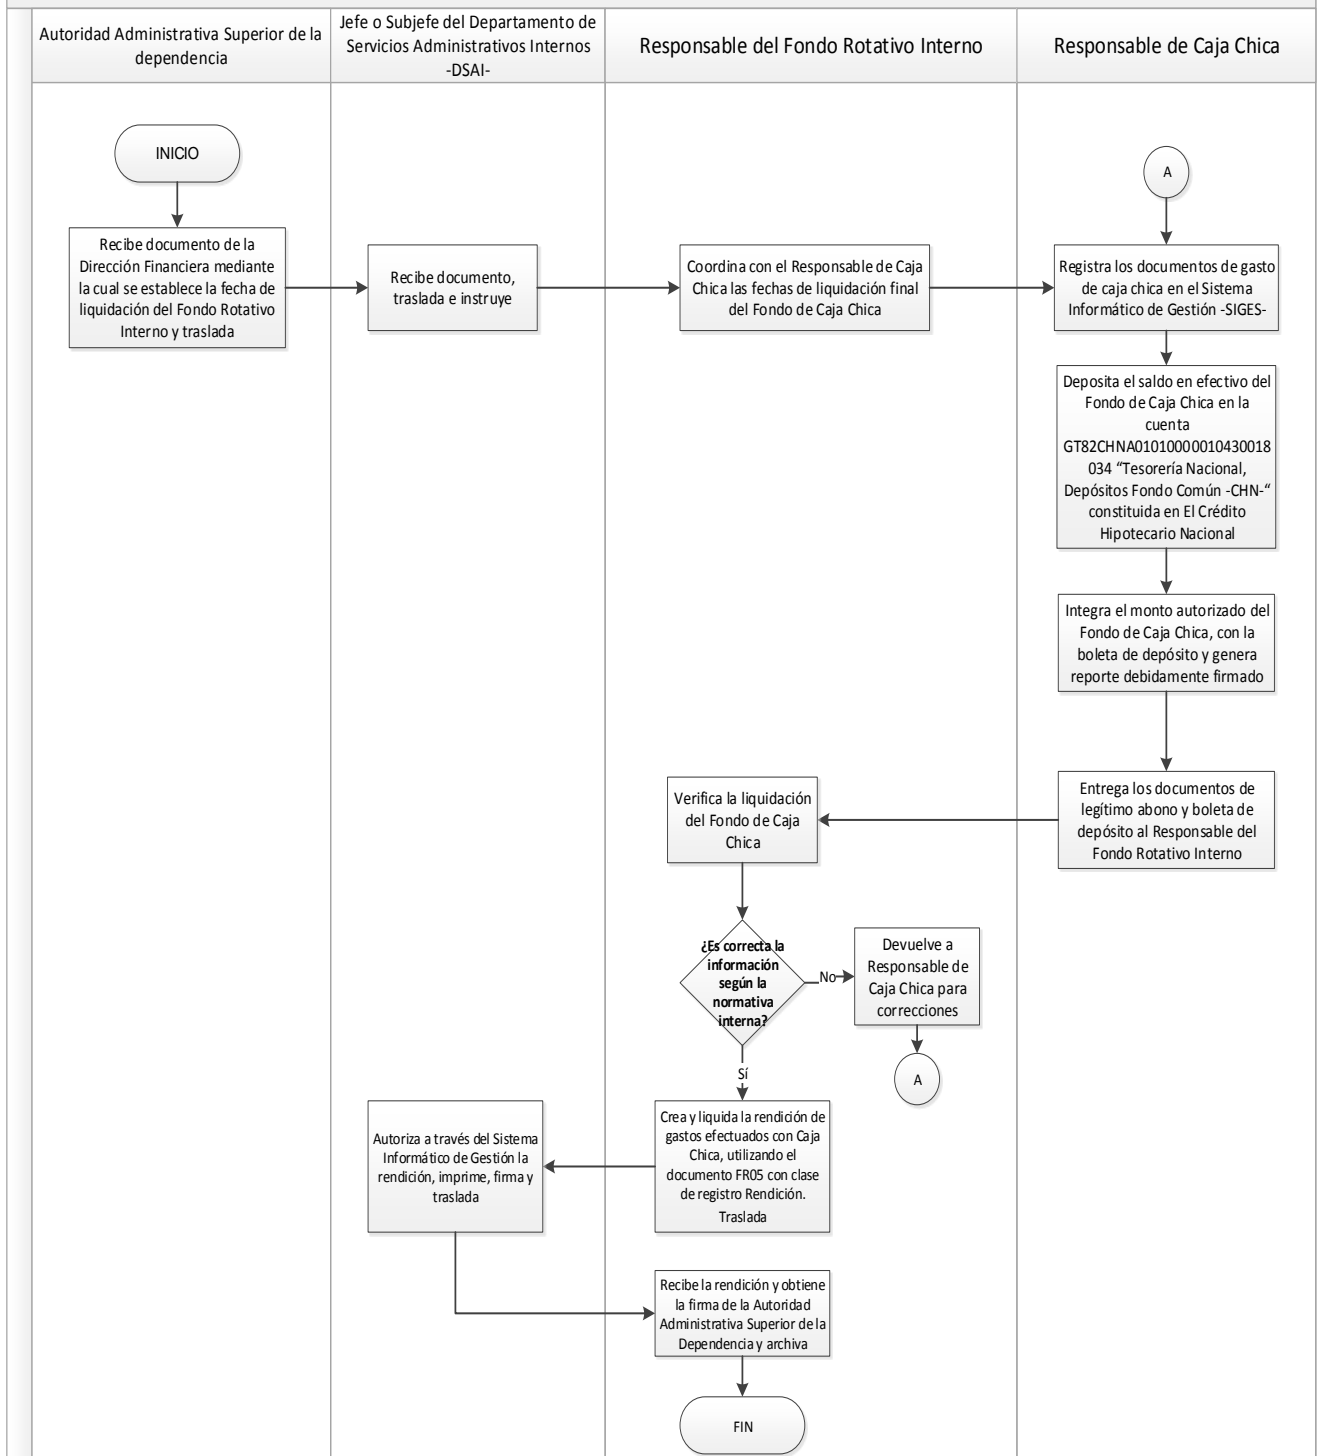 Autoridad Administrativa Superior de la
dependencia
Jefe o Subjefe del Departamento de
Servicios Administrativos Internos
-DSAI-
Responsable del Fondo Rotativo Interno
Responsable de Caja Chica
INICIO
Recibe documento de la
Dirección Financiera mediante
la cual se establece la fecha de
liquidación del Fondo Rotativo
Interno y traslada
Recibe documento,
traslada e instruye
Coordina con el Responsable de Caja
Chica las fechas de liquidación final
del Fondo de Caja Chica
A
Registra los documentos de gasto
de caja chica en el Sistema
Informático de Gestión -SIGES-
Deposita el saldo en efectivo del
Fondo de Caja Chica en la
cuenta
GT82CHNA01010000010430018
034 “Tesorería Nacional,
Depósitos Fondo Común -CHN-“
constituida en El Crédito
Hipotecario Nacional
Integra el monto autorizado del
Fondo de Caja Chica, con la
boleta de depósito y genera
reporte debidamente firmado
Entrega los documentos de
legítimo abono y boleta de
depósito al Responsable del
Fondo Rotativo Interno
Verifica la liquidación
del Fondo de Caja
Chica
¿Es correcta la
información
según la
normativa
interna?
No
Devuelve a
Responsable de
Caja Chica para
correcciones
A
Sí
Crea y liquida la rendición de
gastos efectuados con Caja
Chica, utilizando el
documento FR05 con clase
de registro Rendición.
Traslada
Autoriza a través del Sistema
Informático de Gestión la
rendición, imprime, firma y
traslada
Recibe la rendición y obtiene
la firma de la Autoridad
Administrativa Superior de la
Dependencia y archiva
FIN